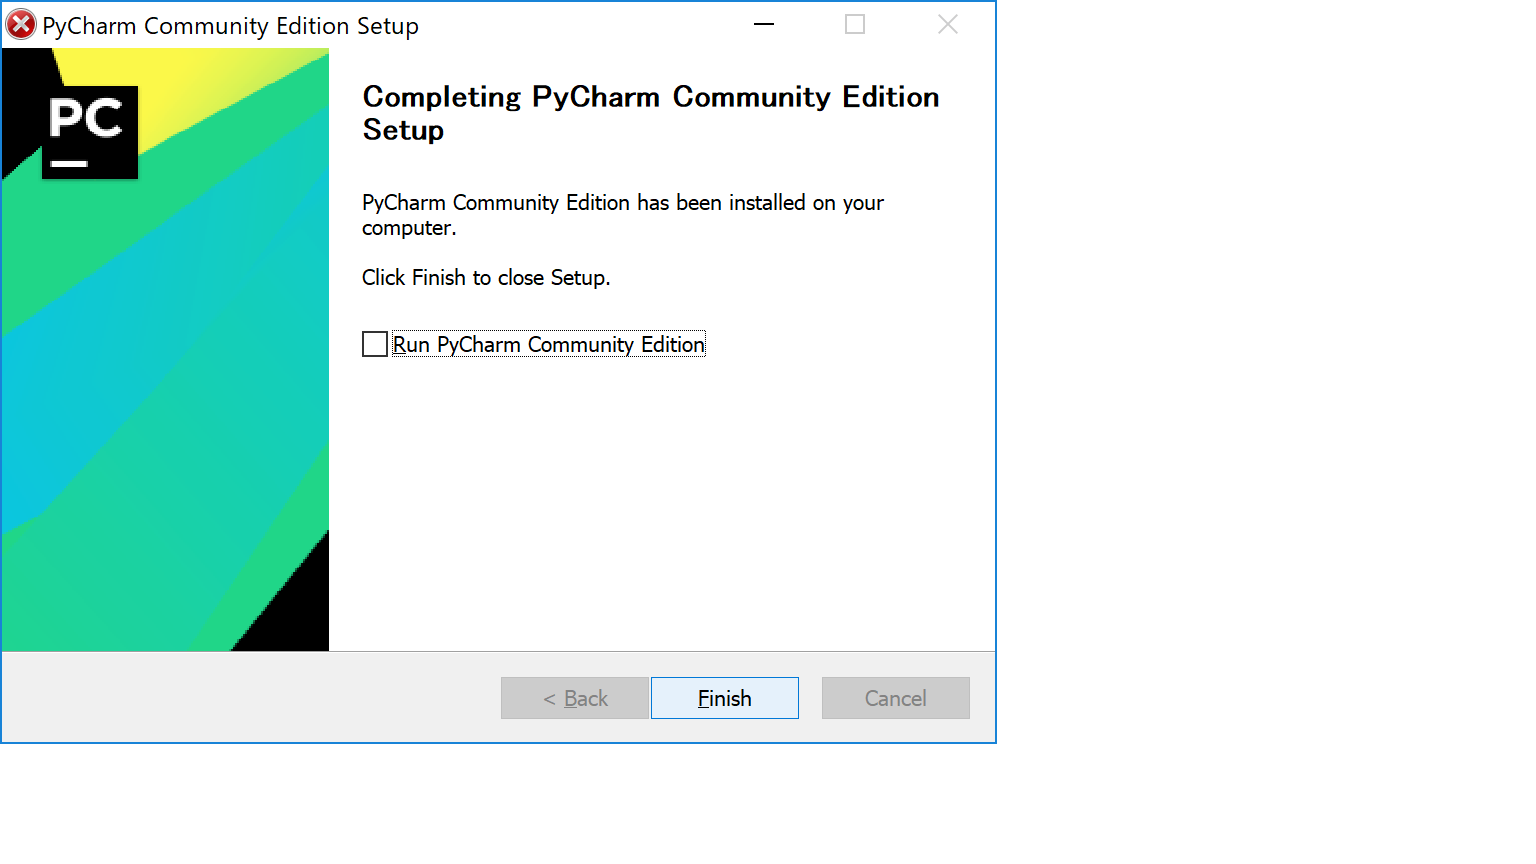 PyCharm Community Edition Setup
PC
Completing PyCharm Community Edition
Setup
PyCharm Community Edition has been installed on your
computer.
Click Finish to close Setup.
Run PyCharm Community Edition
< Back
Finish
Cancel